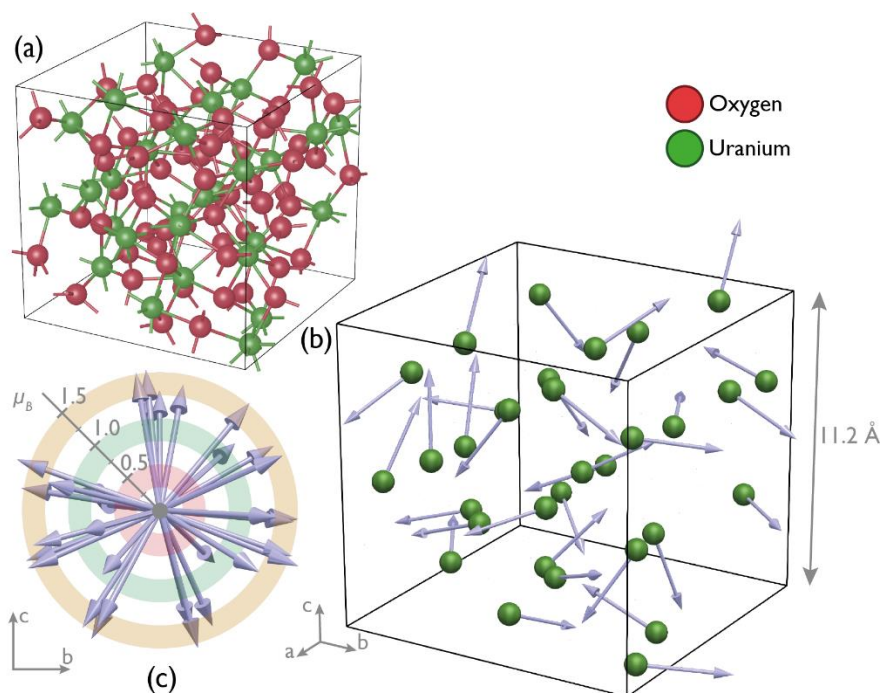 (a)
Oxygen
Uranium
(b)
11.2 Å
μB
1.5
1.0
0.5
c
b
(c)
c
a
b